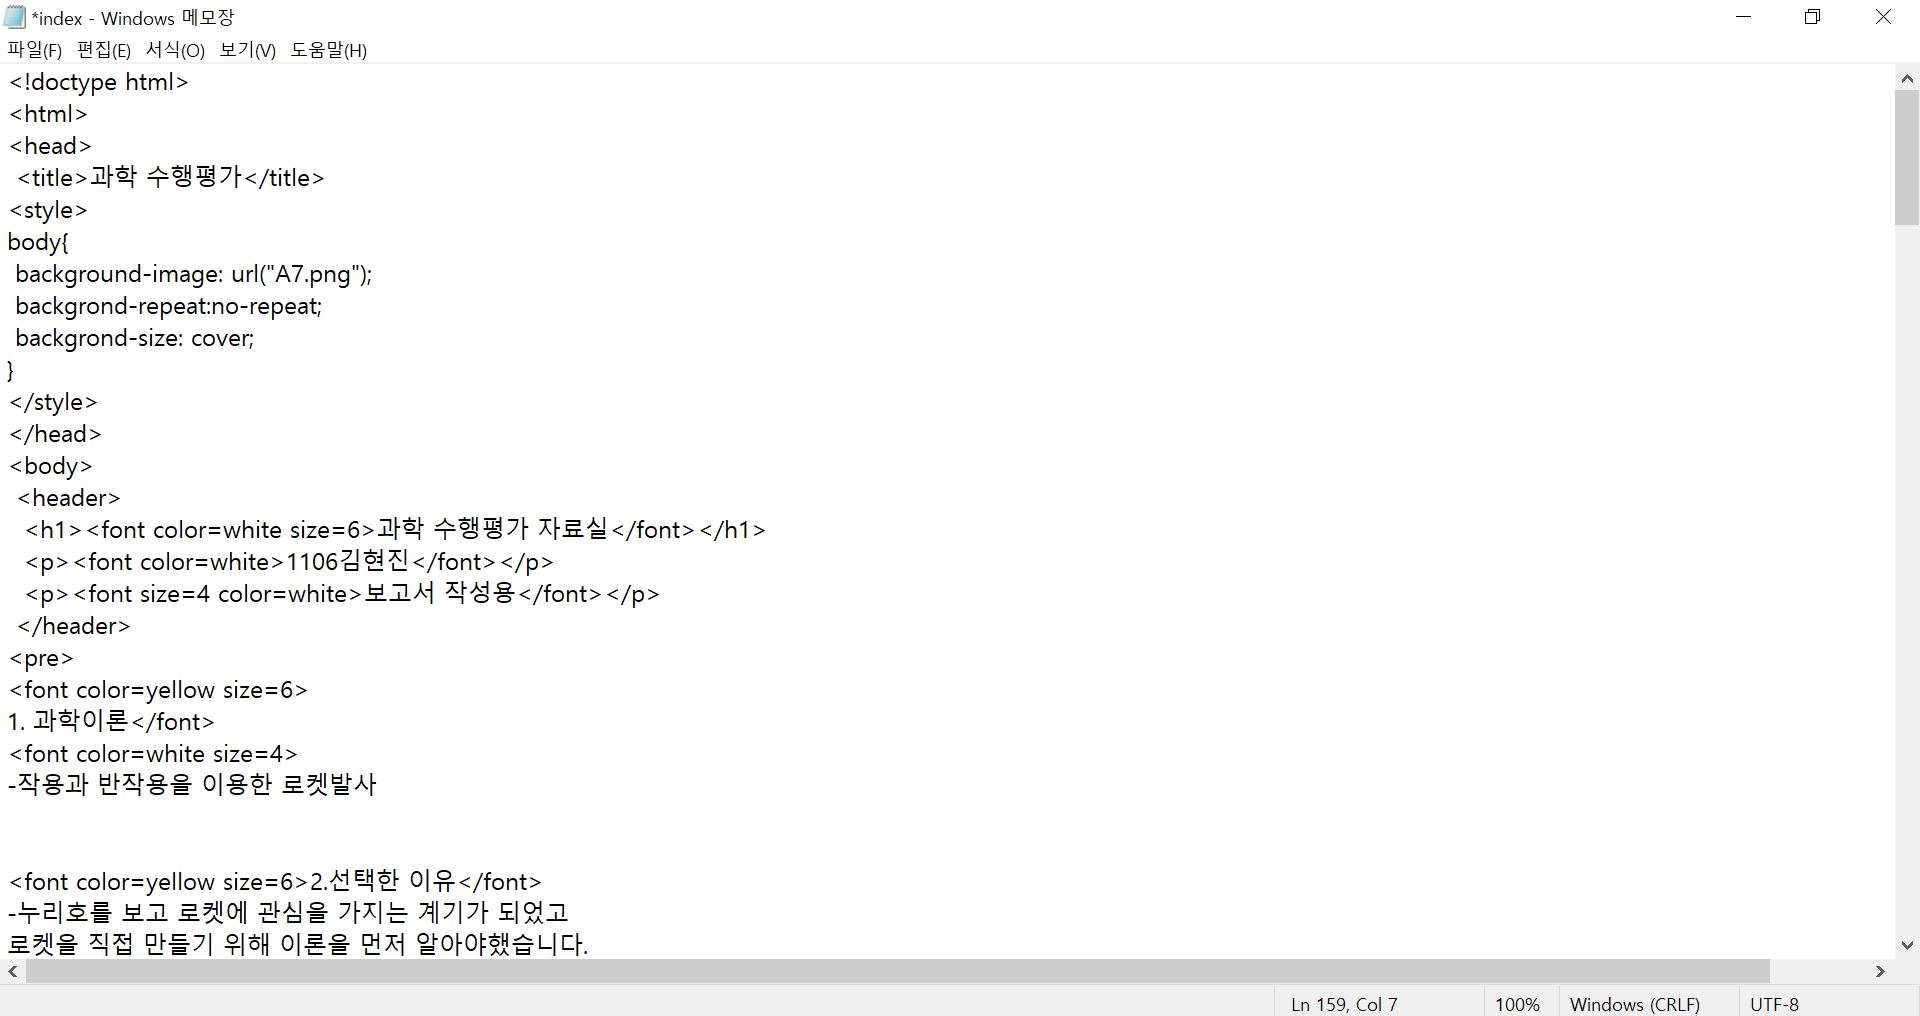 *index - Windows 메모장
파일(F) 편집(E) 서식(O) 보기(V) 도움말(H)
<!doctype html>
<html>
<head>
<title>과학 수행평가</title>
<style>
body{
background-image: url("A7.png");
backgrond-repeat:no-repeat;
backgrond-size: cover;
}
</style>
</head>
<body>
<header>
<h1><font color=white size=6>과학 수행평가 자료실</font></h1>
<p><font color=white>1106김현진</font></p>
<p><font size=4 color=white>보고서 작성용</font></p>
</header>
<pre>
<font color=yellow size=6>
1. 과학이론</font>
<font color=white size=4>
-작용과 반작용을 이용한 로켓발사
<font color=yellow size=6>2.선택한 이유</font>
-누리호를 보고 로켓에 관심을 가지는 계기가 되었고
로켓을 직접 만들기 위해 이론을 먼저 알아야했습니다.
Ln 159, Col 7 100% Windows (CRLF) UTF-8